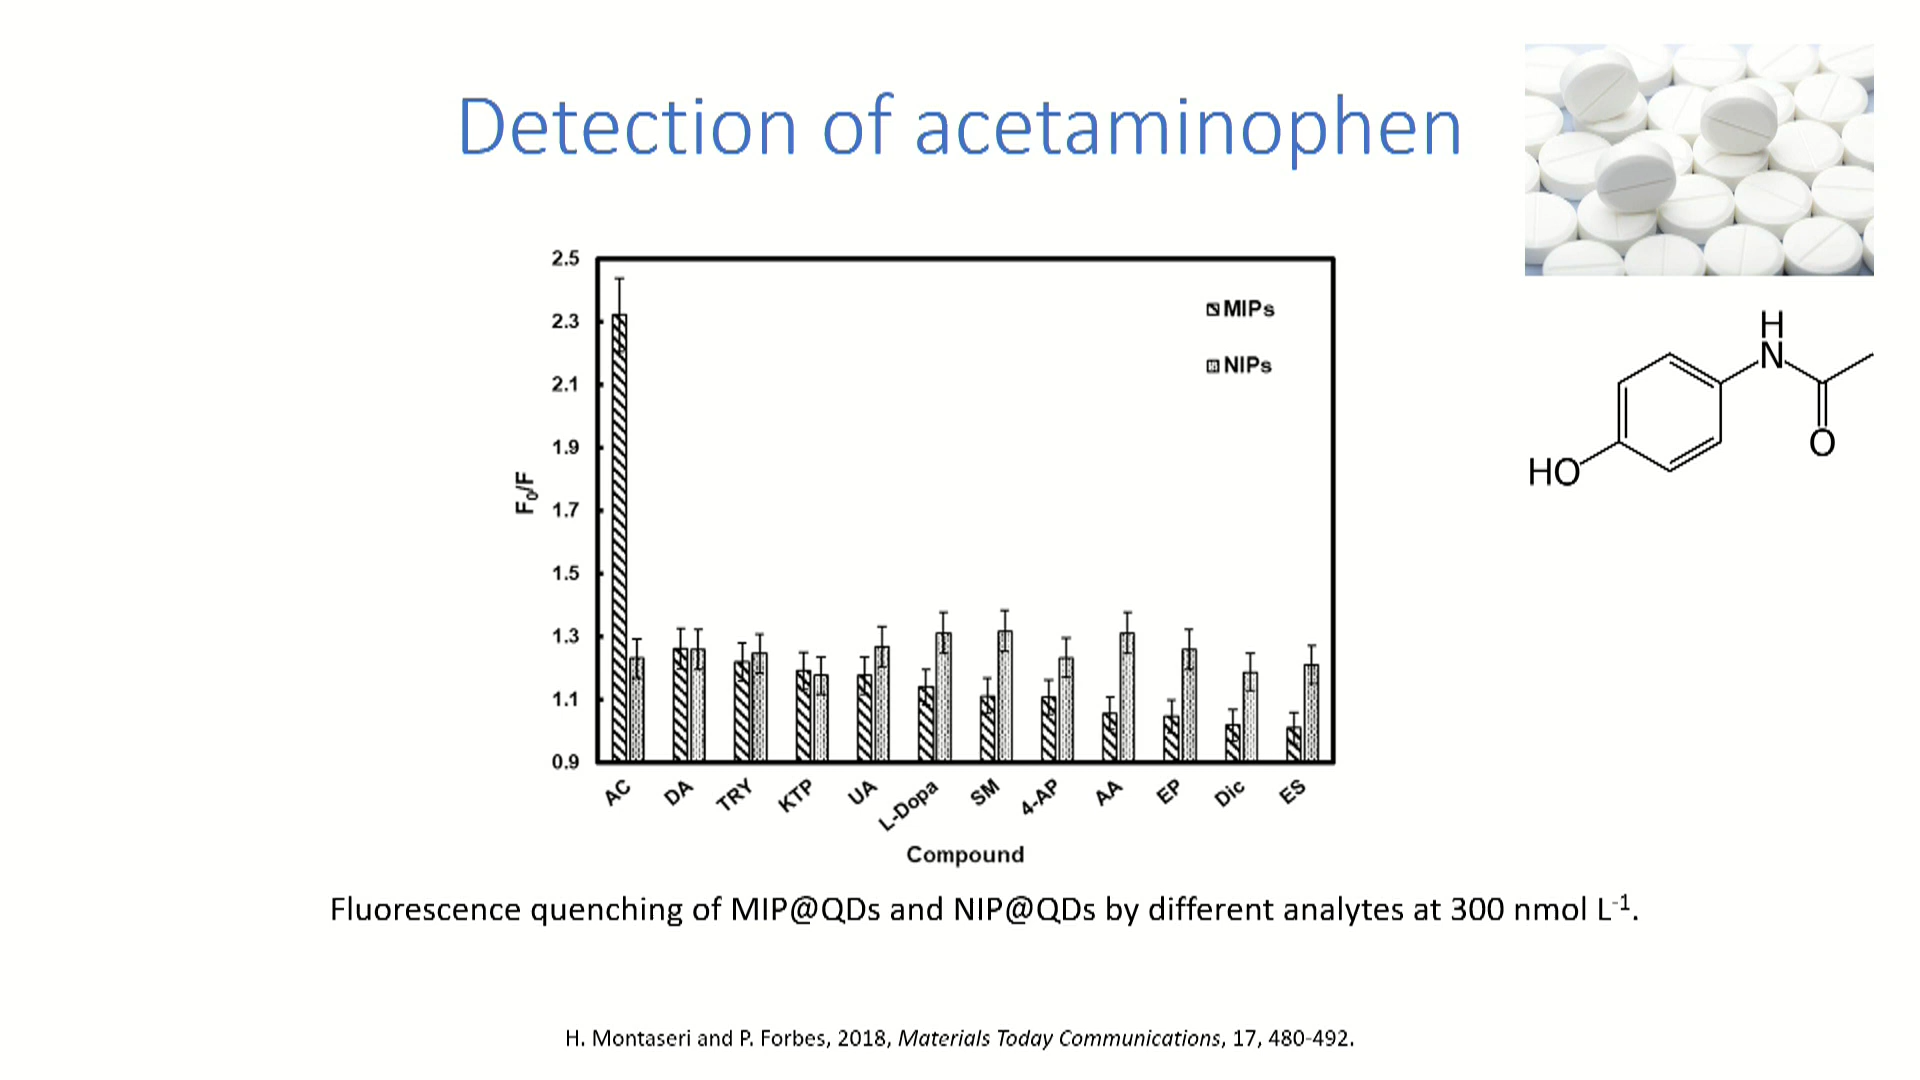 Detection of acetaminophen
2.5
2.3
2.1
1.9
1.7
1.5
1.3
1.1
0.9
F₀/F
MIPs
NIPs
AC DA TRY KTP UA L-Dopa SM 4-AP AA EP Dic ES
Compound
H
N
O
HO
Fluorescence quenching of MIP@QDs and NIP@QDs by different analytes at 300 nmol L⁻¹.
H. Montaseri and P. Forbes, 2018, Materials Today Communications, 17, 480-492.